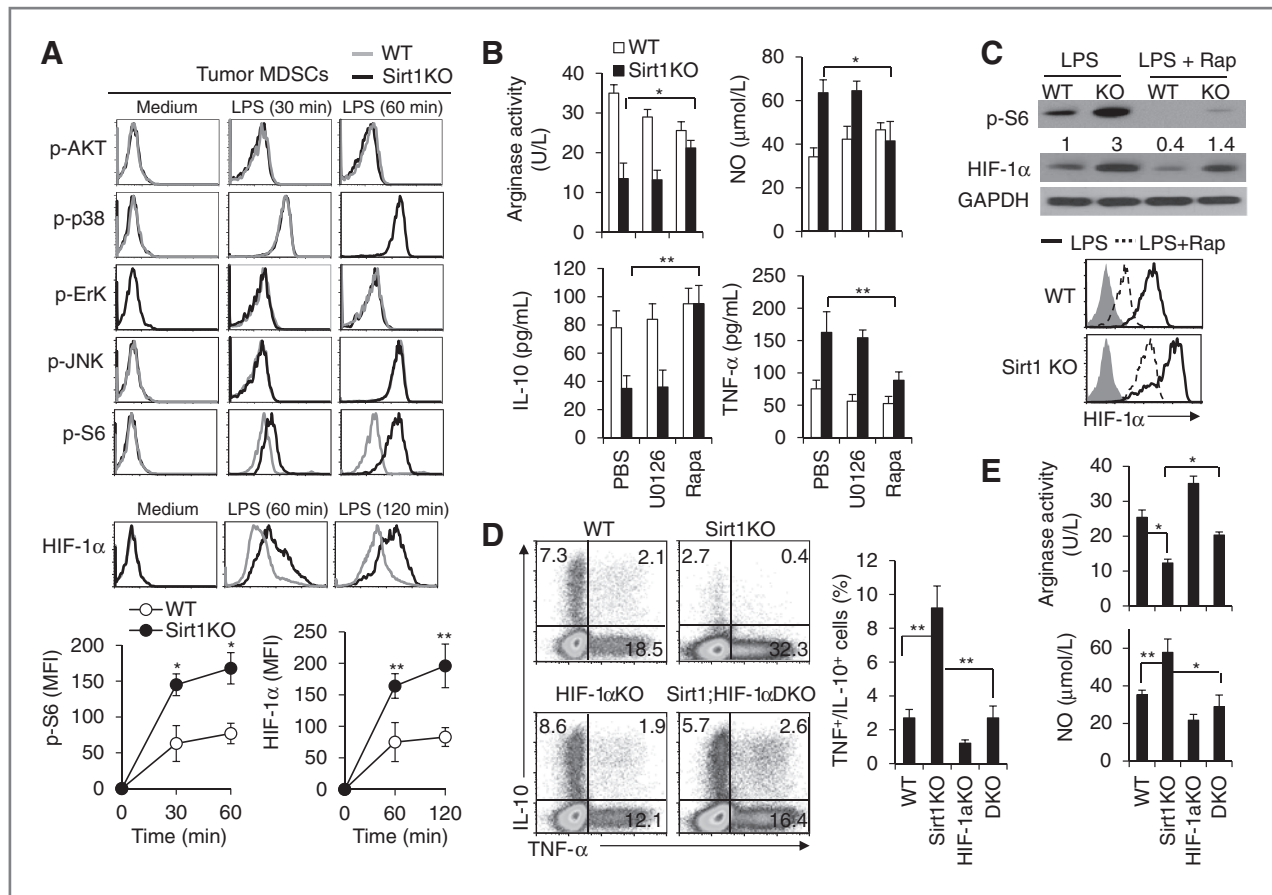 A
WT
Sirt1KO
Tumor MDSCs
Medium LPS (30 min) LPS (60 min)
p-AKT
p-p38
p-ErK
p-JNK
p-S6
Medium LPS (60 min) LPS (120 min)
HIF-1α
WT
Sirt1KO
p-S6 (MFI)
200
150
100
50
0
* *
0 30 60
Time (min)
HIF-1α (MFI)
250
200
150
100
50
0
** **
0 60 120
Time (min)
B
WT
Sirt1KO
Arginase activity
(U/L)
40
30
20
10
0
*
NO (μmol/L)
80
60
40
20
0
*
IL-10 (pg/mL)
120
100
80
60
40
20
0
**
PBS
U0126
Rapa
TNF-α (pg/mL)
250
200
150
100
50
0
**
PBS
U0126
Rapa
C
LPS LPS + Rap
WT KO WT KO
p-S6
1 3 0.4 1.4
HIF-1α
GAPDH
LPS LPS+Rap
WT
Sirt1 KO
HIF-1α
D
WT Sirt1KO
7.3 2.1 2.7 0.4
18.5 32.3
HIF-1αKO Sirt1;HIF-1αDKO
8.6 1.9 5.7 2.6
12.1 16.4
IL-10
TNF-α
TNF⁺/IL-10⁺ cells (%)
12
10
8
6
4
2
0
** **
WT
Sirt1KO
HIF-1aKO
DKO
E
Arginase activity
(U/L)
40
30
20
10
0
* *
NO (μmol/L)
80
60
40
20
0
** *
WT
Sirt1KO
HIF-1aKO
DKO